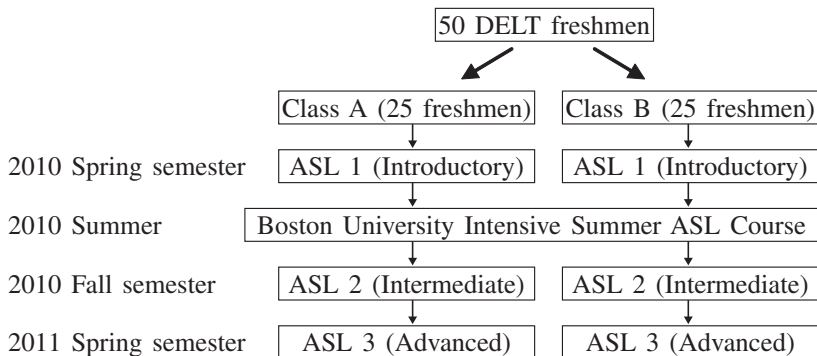 50 DELT freshmen
Class A (25 freshmen) Class B (25 freshmen)
2010 Spring semester ASL 1 (Introductory) ASL 1 (Introductory)
2010 Summer Boston University Intensive Summer ASL Course
2010 Fall semester ASL 2 (Intermediate) ASL 2 (Intermediate)
2011 Spring semester ASL 3 (Advanced) ASL 3 (Advanced)